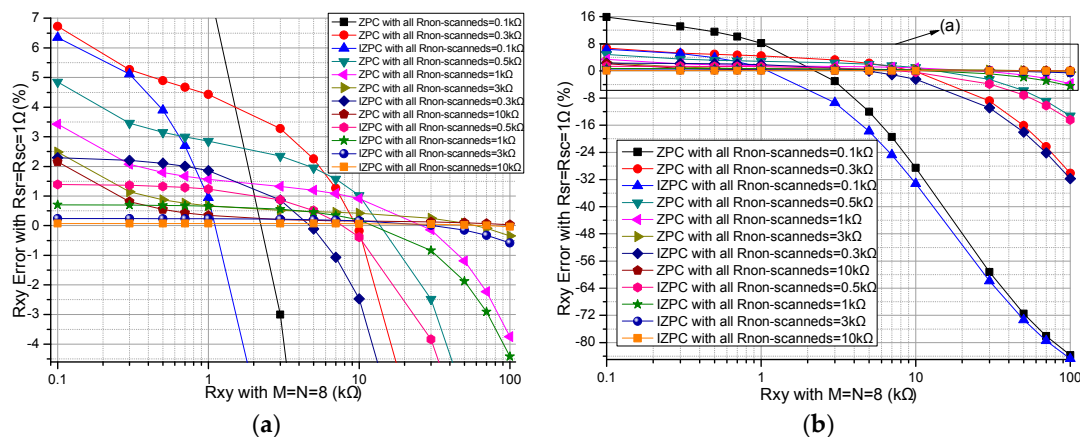 Rxy Error with Rsr=Rsc=1Ω (%)
7
6
5
4
3
2
1
0
-1
-2
-3
-4
ZPC with all Rnon-scanneds=0.1kΩ
ZPC with all Rnon-scanneds=0.3kΩ
IZPC with all Rnon-scanneds=0.1kΩ
ZPC with all Rnon-scanneds=0.5kΩ
ZPC with all Rnon-scanneds=1kΩ
ZPC with all Rnon-scanneds=3kΩ
IZPC with all Rnon-scanneds=0.3kΩ
ZPC with all Rnon-scanneds=10kΩ
IZPC with all Rnon-scanneds=0.5kΩ
IZPC with all Rnon-scanneds=1kΩ
IZPC with all Rnon-scanneds=3kΩ
IZPC with all Rnon-scanneds=10kΩ
0.1 1 10 100
Rxy with M=N=8 (kΩ)
(a)
Rxy Error with Rsr=Rsc=1Ω (%)
16
8
0
-8
-16
-24
-32
-40
-48
-56
-64
-72
-80
(a)
ZPC with all Rnon-scanneds=0.1kΩ
ZPC with all Rnon-scanneds=0.3kΩ
IZPC with all Rnon-scanneds=0.1kΩ
ZPC with all Rnon-scanneds=0.5kΩ
ZPC with all Rnon-scanneds=1kΩ
ZPC with all Rnon-scanneds=3kΩ
IZPC with all Rnon-scanneds=0.3kΩ
ZPC with all Rnon-scanneds=10kΩ
IZPC with all Rnon-scanneds=0.5kΩ
IZPC with all Rnon-scanneds=1kΩ
IZPC with all Rnon-scanneds=3kΩ
IZPC with all Rnon-scanneds=10kΩ
0.1 1 10 100
Rxy with M=N=8 (kΩ)
(b)